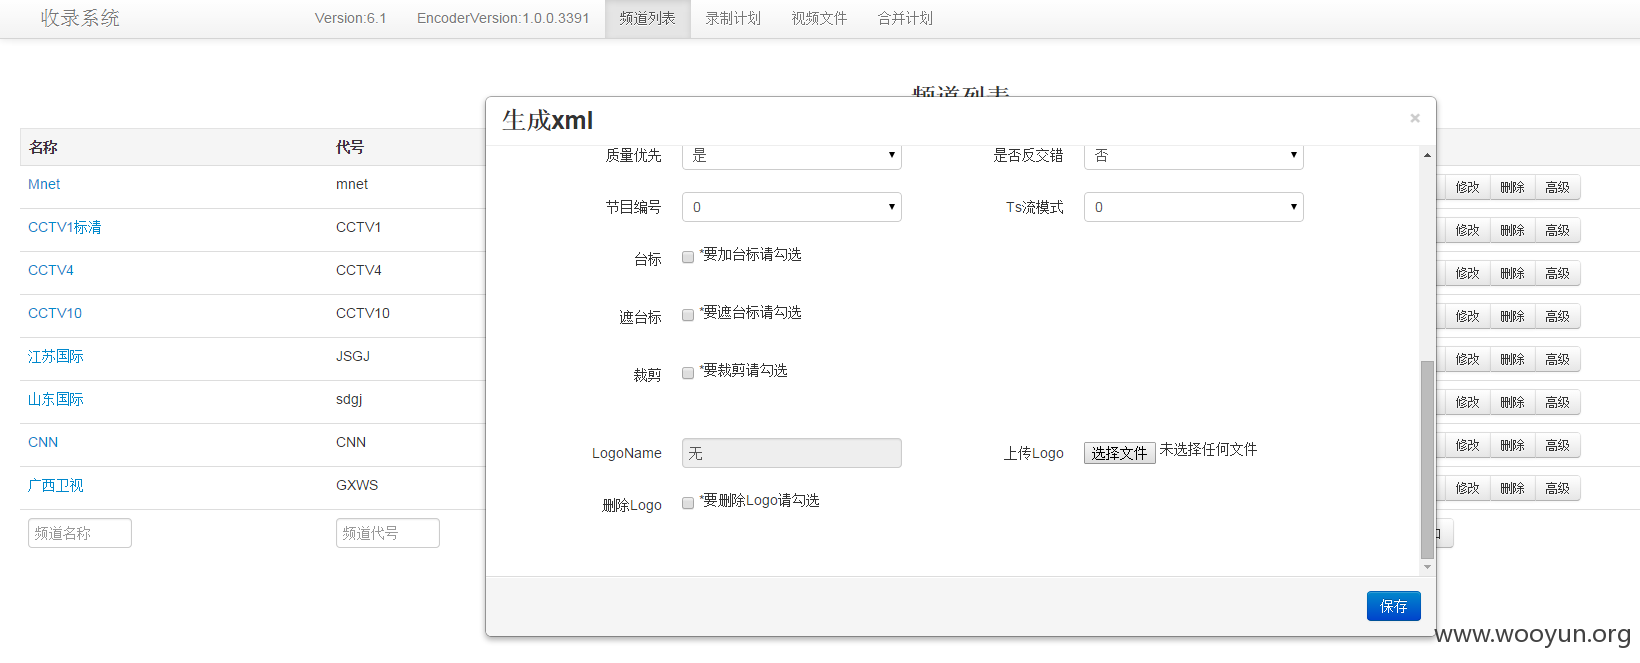 收录系统 Version:6.1 EncoderVersion:1.0.0.3391 频道列表 录制计划 视频文件 合并计划
频道列表
生成xml ×
名称 代号
质量优先 是 是否反交错 否
Mnet mnet 修改 删除 高级
节目编号 0 Ts流模式 0
CCTV1标清 CCTV1 修改 删除 高级
台标 *要加台标请勾选
CCTV4 CCTV4 修改 删除 高级
遮台标 *要遮台标请勾选
CCTV10 CCTV10 修改 删除 高级
江苏国际 JSGJ 修改 删除 高级
裁剪 *要裁剪请勾选
山东国际 sdgj 修改 删除 高级
CNN CNN 修改 删除 高级
LogoName 无 上传Logo 选择文件 未选择任何文件
广西卫视 GXWS 修改 删除 高级
删除Logo *要删除Logo请勾选
频道名称 频道代号
保存
www.wooyun.org